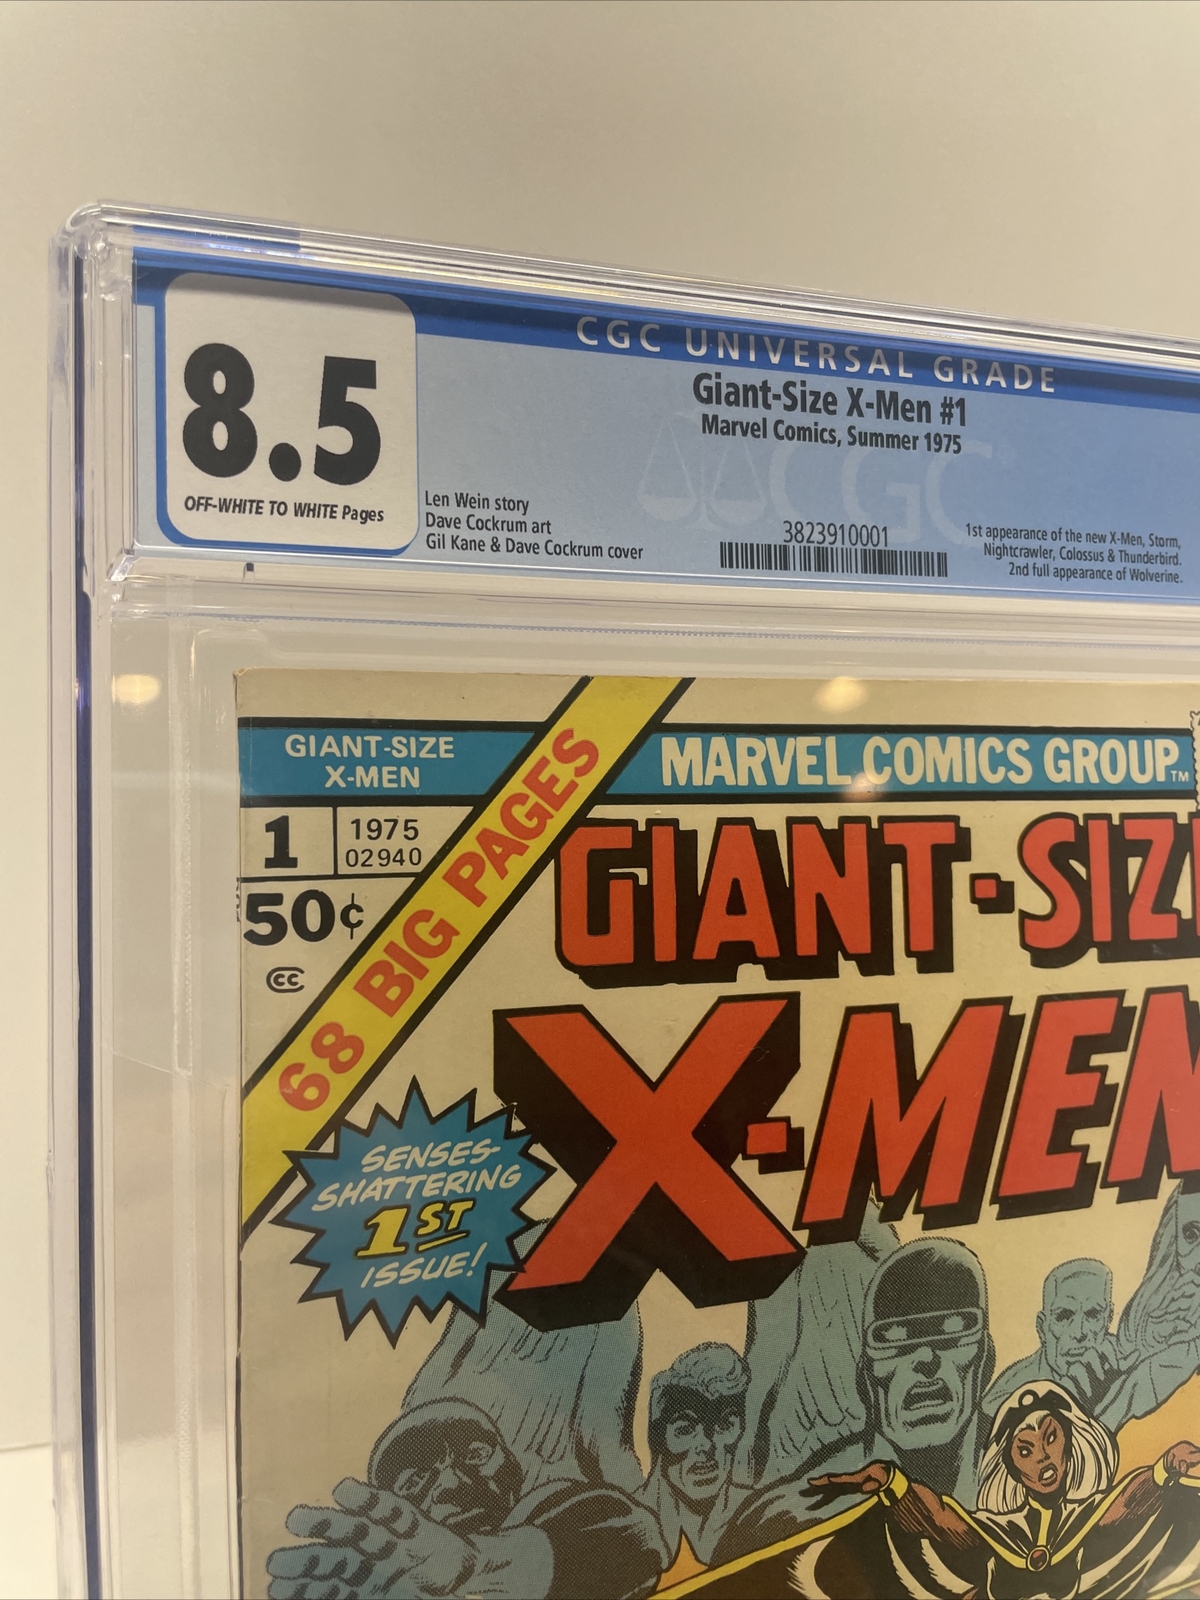 CGC UNIVERSAL GRADE
8.5
OFF-WHITE TO WHITE Pages
Giant-Size X-Men #1
Marvel Comics, Summer 1975
Len Wein story
Dave Cockrum art
Gil Kane & Dave Cockrum cover
CGC
3823910001
1st appearance of the new X-Men, Storm,
Nightcrawler, Colossus & Thunderbird.
2nd full appearance of Wolverine.
GIANT-SIZE
X-MEN
MARVEL COMICS GROUP™
1
1975
02940
50¢
CC
68 BIG PAGES
GIANT-SIZ
X-MEN
SENSES-
SHATTERING
1ST
ISSUE!